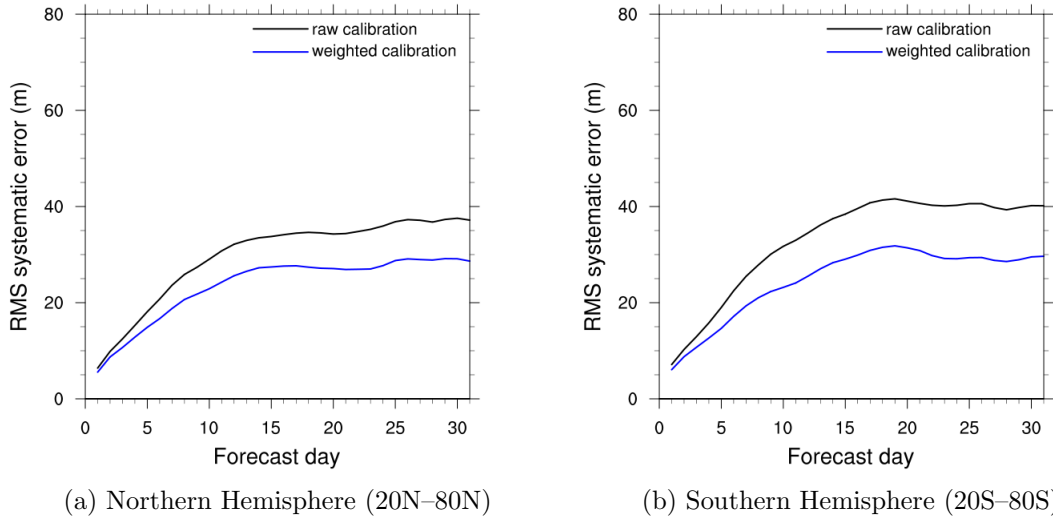 80
60
40
20
0
0 5 10 15 20 25 30
RMS systematic error (m)
Forecast day
raw calibration
weighted calibration
(a) Northern Hemisphere (20N–80N)
80
60
40
20
0
0 5 10 15 20 25 30
RMS systematic error (m)
Forecast day
raw calibration
weighted calibration
(b) Southern Hemisphere (20S–80S)